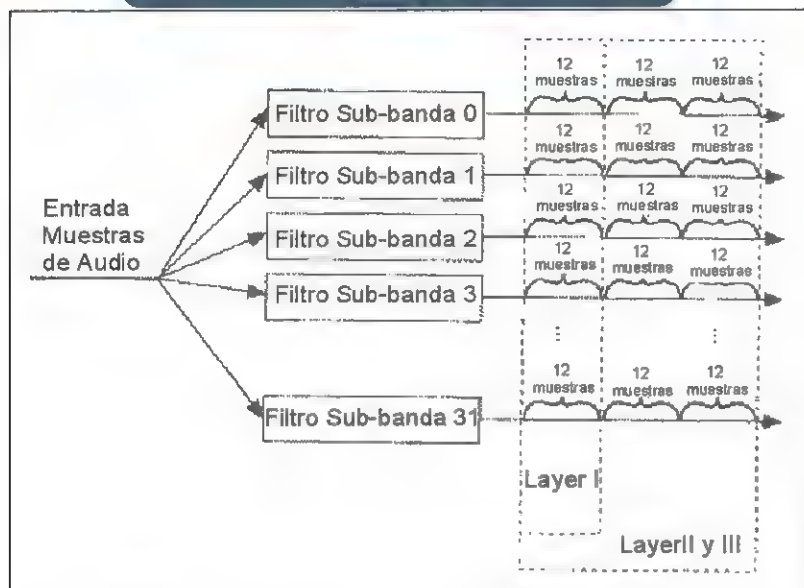 12 muestras 12 muestras 12 muestras
Filtro Sub-banda 0
12 muestras 12 muestras 12 muestras
Filtro Sub-banda 1
12 muestras 12 muestras 12 muestras
Entrada
Muestras
de Audio
Filtro Sub-banda 2
12 muestras 12 muestras 12 muestras
Filtro Sub-banda 3
12 muestras 12 muestras 12 muestras
Filtro Sub-banda 31
Layer I
LayerII y III